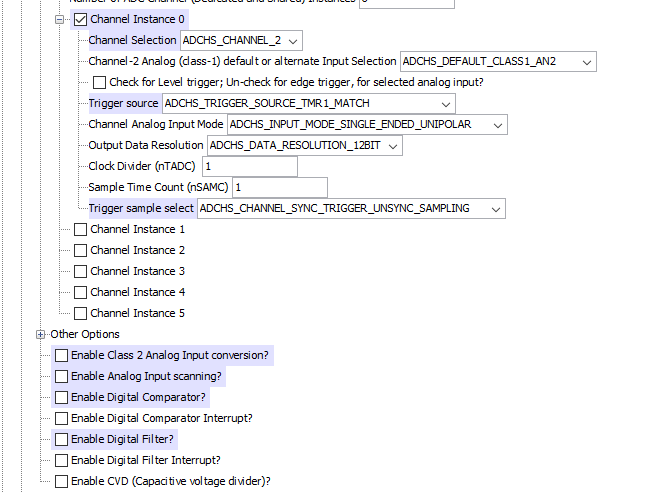 Number of ADC Channel (Dedicated and Shared) Instances 6
Channel Instance 0
Channel Selection ADCHS_CHANNEL_2
Channel-2 Analog (class-1) default or alternate Input Selection ADCHS_DEFAULT_CLASS1_AN2
Check for Level trigger; Un-check for edge trigger, for selected analog input?
Trigger source ADCHS_TRIGGER_SOURCE_TMR1_MATCH
Channel Analog Input Mode ADCHS_INPUT_MODE_SINGLE_ENDED_UNIPOLAR
Output Data Resolution ADCHS_DATA_RESOLUTION_12BIT
Clock Divider (nTADC) 1
Sample Time Count (nSAMC) 1
Trigger sample select ADCHS_CHANNEL_SYNC_TRIGGER_UNSYNC_SAMPLING
Channel Instance 1
Channel Instance 2
Channel Instance 3
Channel Instance 4
Channel Instance 5
Other Options
Enable Class 2 Analog Input conversion?
Enable Analog Input scanning?
Enable Digital Comparator?
Enable Digital Comparator Interrupt?
Enable Digital Filter?
Enable Digital Filter Interrupt?
Enable CVD (Capacitive voltage divider)?